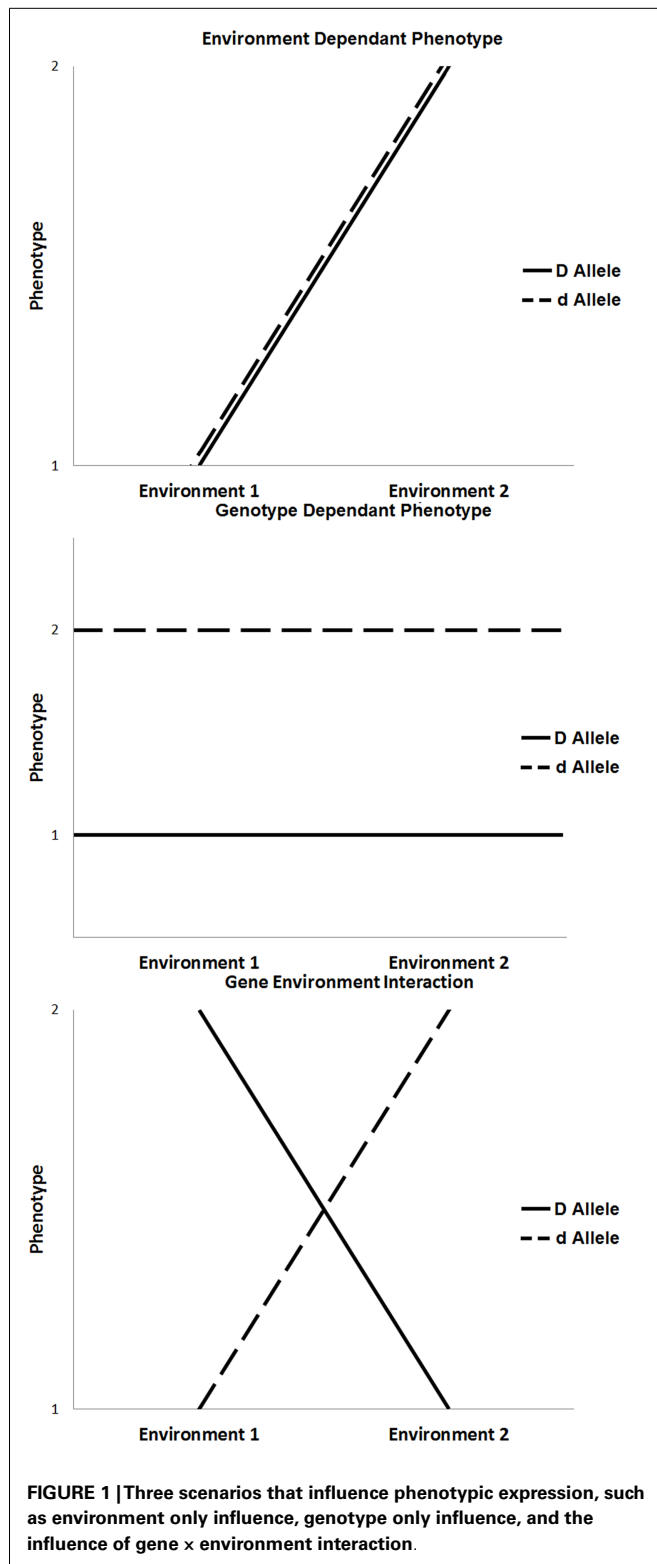 Environment Dependant Phenotype
2
Phenotype
D Allele
d Allele
1
Environment 1 Environment 2
Genotype Dependant Phenotype
2
Phenotype
D Allele
d Allele
1
Environment 1 Environment 2
Gene Environment Interaction
2
Phenotype
D Allele
d Allele
1
Environment 1 Environment 2
FIGURE 1 | Three scenarios that influence phenotypic expression, such
as environment only influence, genotype only influence, and the
influence of gene × environment interaction.